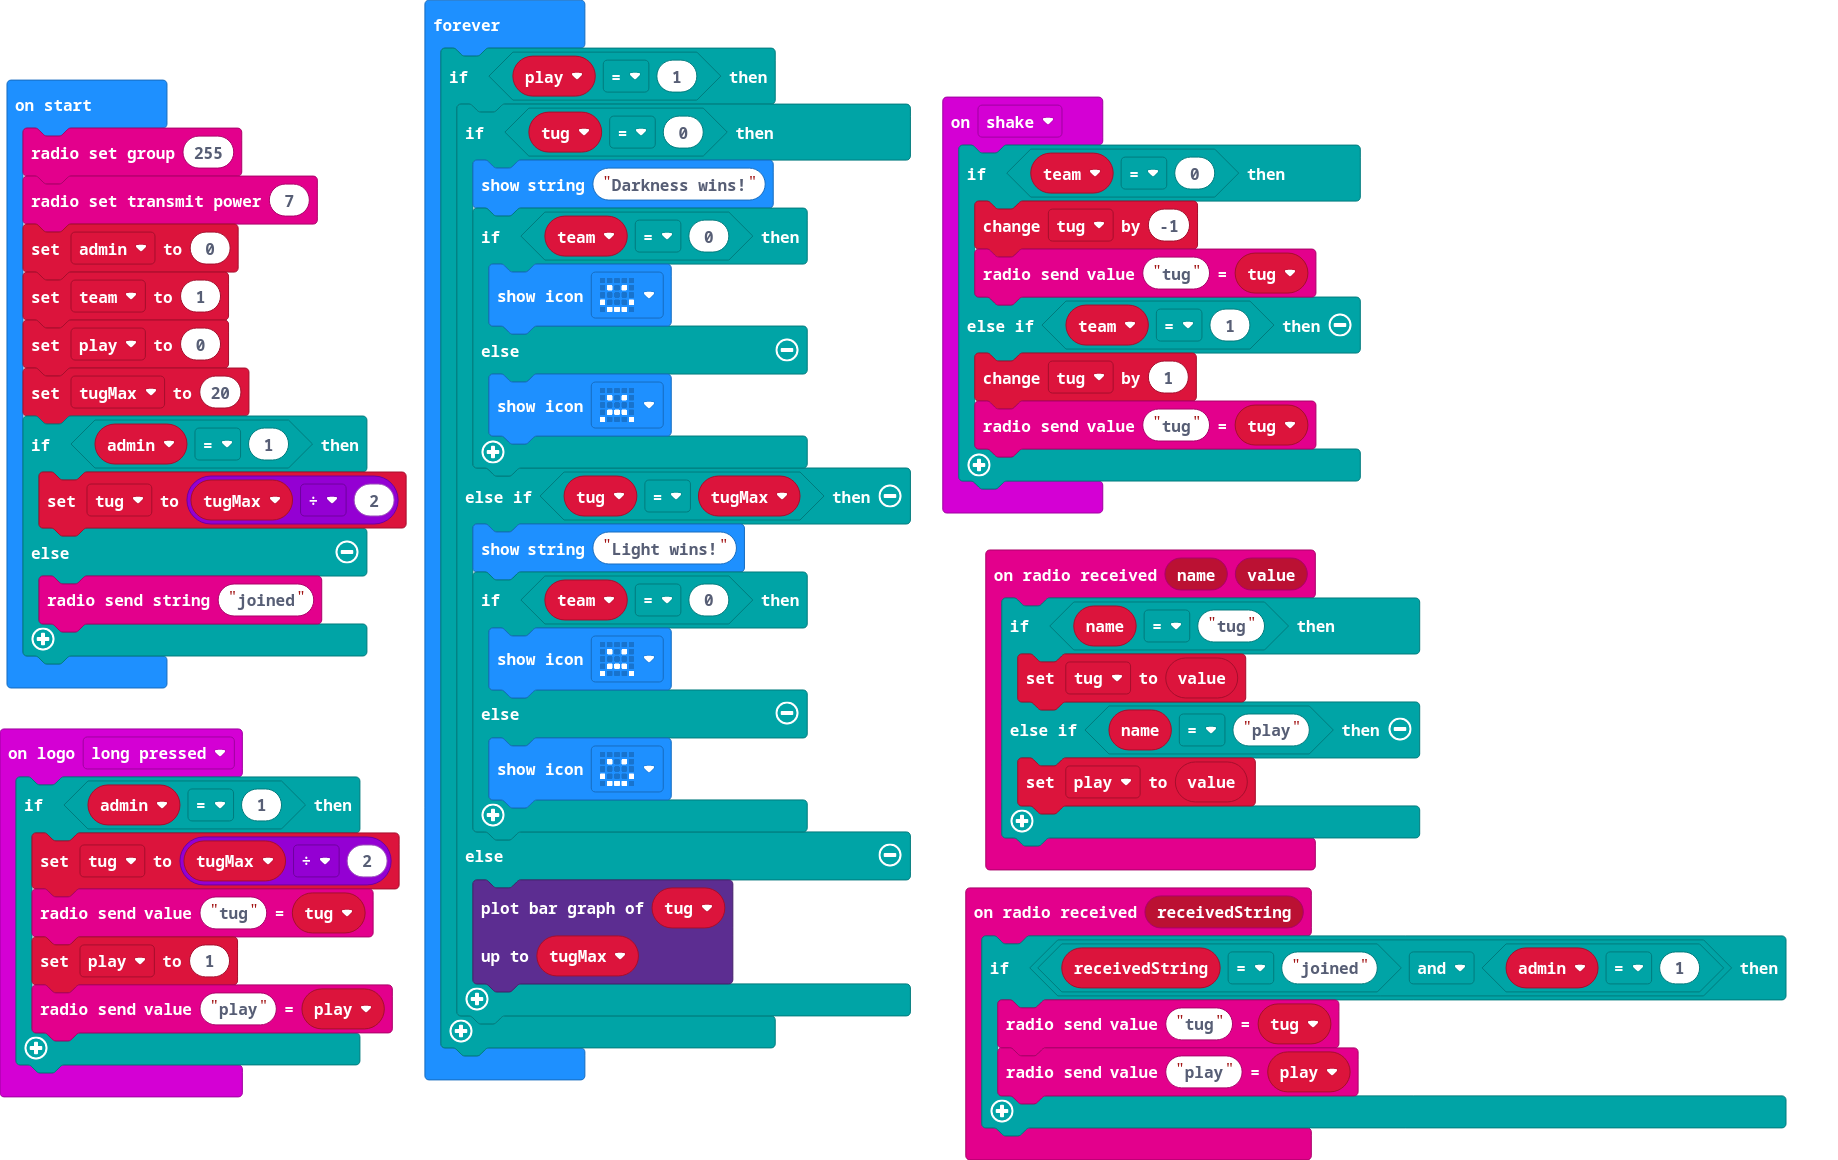 on start
radio set group 255
radio set transmit power 7
set admin to 0
set team to 1
set play to 0
set tugMax to 20
if admin = 1 then
set tug to tugMax ÷ 2
else
radio send string "joined"
on logo long pressed
if admin = 1 then
set tug to tugMax ÷ 2
radio send value "tug" = tug
set play to 1
radio send value "play" = play
forever
if play = 1 then
if tug = 0 then
show string "Darkness wins!"
if team = 0 then
show icon
else
show icon
else if tug = tugMax then
show string "Light wins!"
if team = 0 then
show icon
else
show icon
else
plot bar graph of tug
up to tugMax
on shake
if team = 0 then
change tug by -1
radio send value "tug" = tug
else if team = 1 then
change tug by 1
radio send value "tug" = tug
on radio received name value
if name = "tug" then
set tug to value
else if name = "play" then
set play to value
on radio received receivedString
if receivedString = "joined" and admin = 1 then
radio send value "tug" = tug
radio send value "play" = play